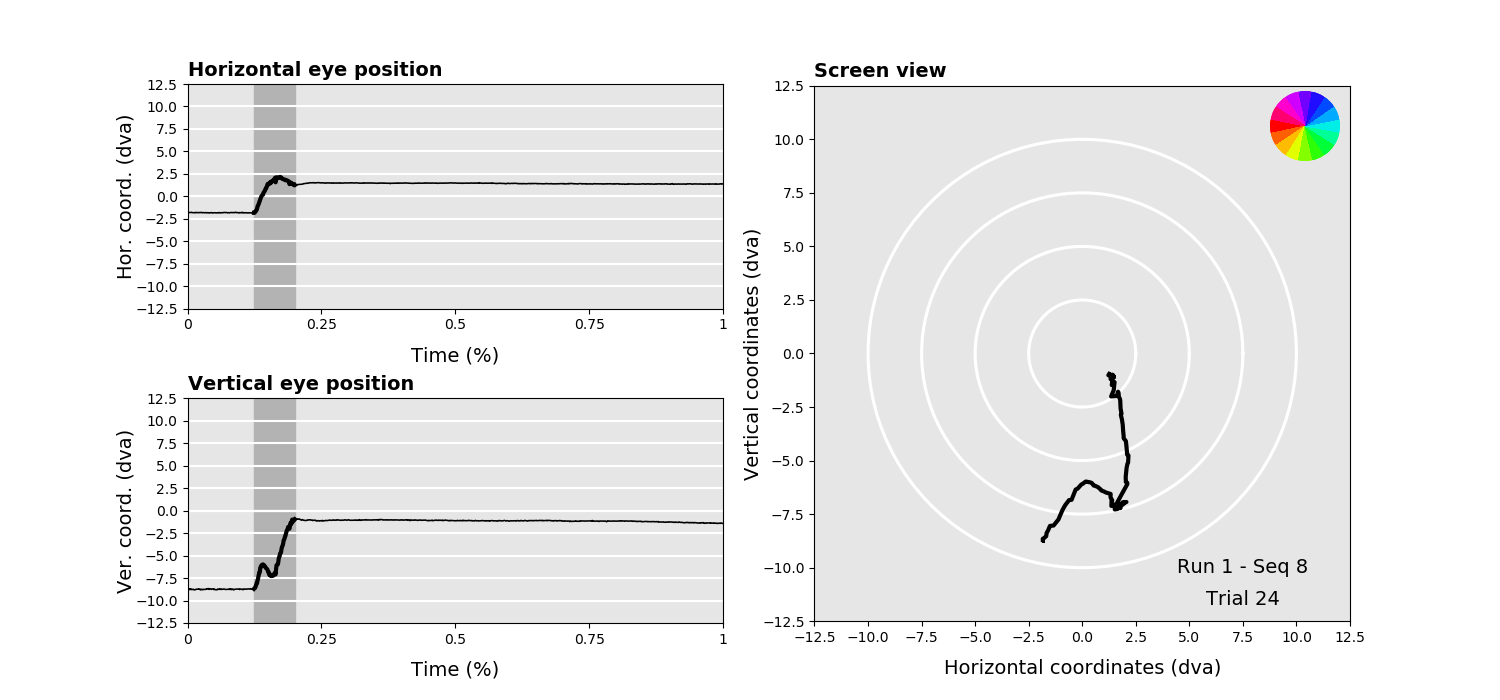 Horizontal eye position
Hor. coord. (dva)
12.5
10.0
7.5
5.0
2.5
0.0
−2.5
−5.0
−7.5
−10.0
−12.5
0 0.25 0.5 0.75 1
Time (%)
Vertical eye position
Ver. coord. (dva)
12.5
10.0
7.5
5.0
2.5
0.0
−2.5
−5.0
−7.5
−10.0
−12.5
0 0.25 0.5 0.75 1
Time (%)
Screen view
Vertical coordinates (dva)
12.5
10.0
7.5
5.0
2.5
0.0
−2.5
−5.0
−7.5
−10.0
−12.5
Run 1 - Seq 8
Trial 24
−12.5 −10.0 −7.5 −5.0 −2.5 0.0 2.5 5.0 7.5 10.0 12.5
Horizontal coordinates (dva)